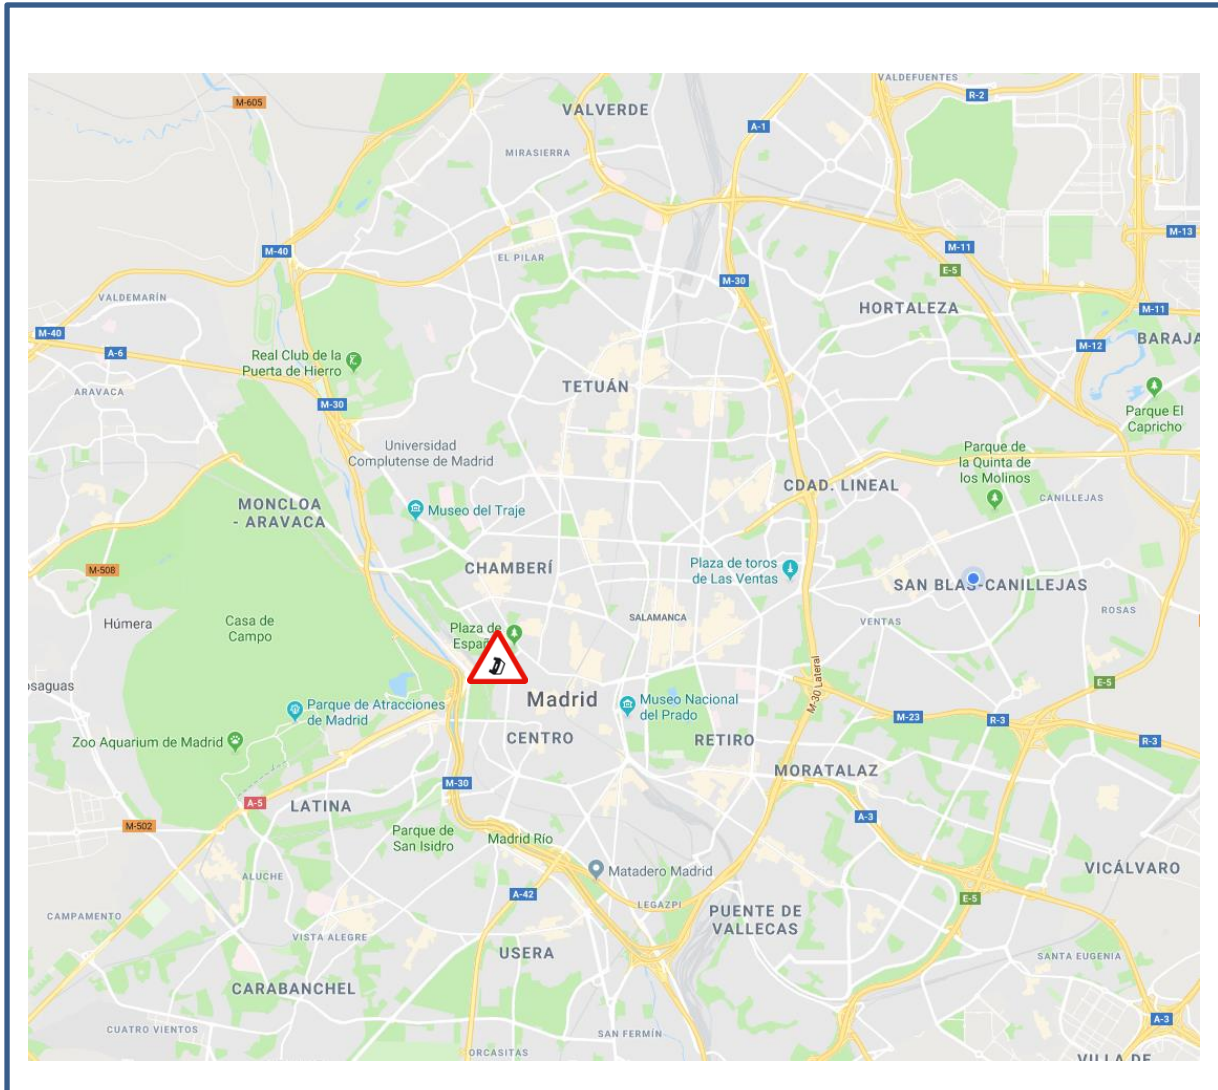 VALDEFUENTES
M-605
R-2
VALVERDE
A-1
MIRASIERRA
M-13
M-40
EL PILAR
M-11
E-5
M-30
VALDEMARÍN
HORTALEZA
M-11
M-40
A-6
Real Club de la
Puerta de Hierro
M-12
BARAJA
TETUÁN
ARAVACA
M-30
Parque El
Capricho
Universidad
Complutense de Madrid
Parque de
la Quinta de
los Molinos
CDAD. LINEAL
CANILLEJAS
MONCLOA
- ARAVACA
Museo del Traje
CHAMBERÍ
Plaza de toros
de Las Ventas
M-508
SAN BLAS-CANILLEJAS
ROSAS
Húmera
Casa de
Campo
SALAMANCA
VENTAS
Plaza de
Espa
M-30 Lateral
osaguas
E-5
Parque de Atracciones
de Madrid
Madrid
Museo Nacional
del Prado
M-23
R-3
Zoo Aquarium de Madrid
CENTRO
RETIRO
R-3
MORATALAZ
M-30
A-5
LATINA
M-502
Parque de
San Isidro
Madrid Río
A-3
Matadero Madrid
VICÁLVARO
ALUCHE
A-42
LEGAZPI
E-5
CAMPAMENTO
PUENTE DE
VALLECAS
VISTA ALEGRE
USERA
SANTA EUGENIA
CARABANCHEL
A-3
CUATRO VIENTOS
SAN FERMÍN
ORCASITAS
VILLA DE